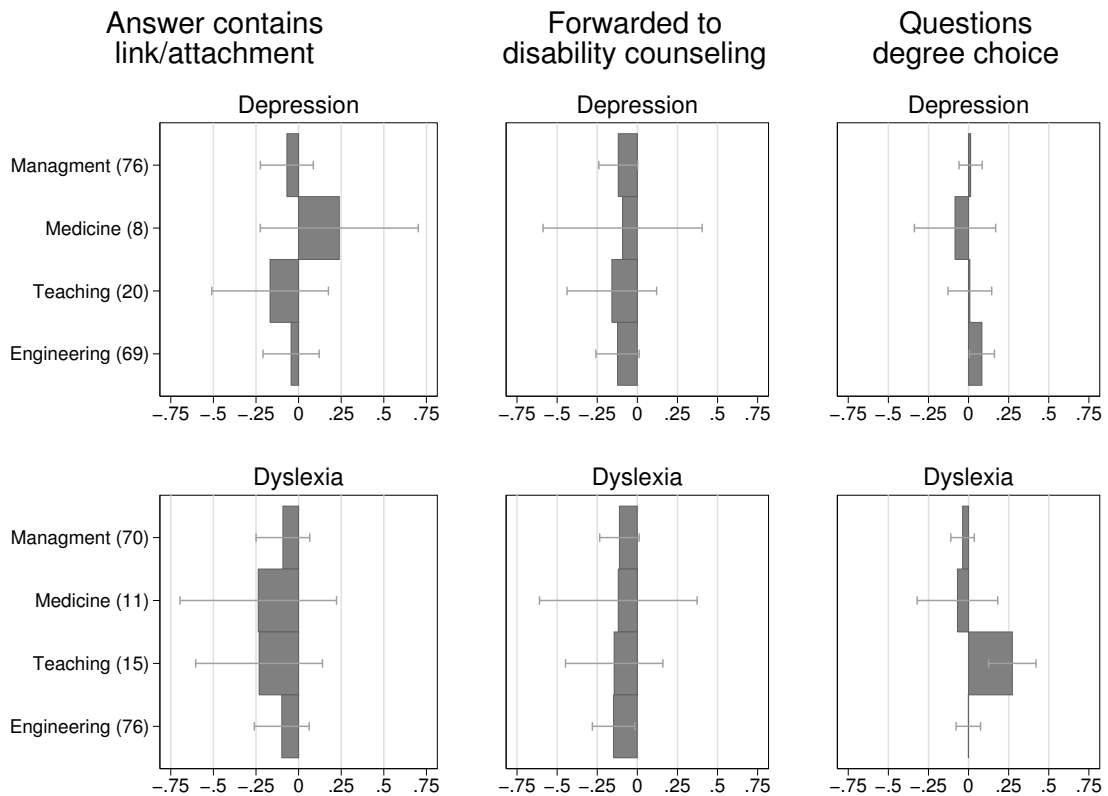 Answer contains
link/attachment
Forwarded to
disability counseling
Questions
degree choice
Depression
Depression
Depression
Managment (76)
Medicine (8)
Teaching (20)
Engineering (69)
−.75 −.5 −.25 0 .25 .5 .75
−.75 −.5 −.25 0 .25 .5 .75
−.75 −.5 −.25 0 .25 .5 .75
Dyslexia
Dyslexia
Dyslexia
Managment (70)
Medicine (11)
Teaching (15)
Engineering (76)
−.75 −.5 −.25 0 .25 .5 .75
−.75 −.5 −.25 0 .25 .5 .75
−.75 −.5 −.25 0 .25 .5 .75